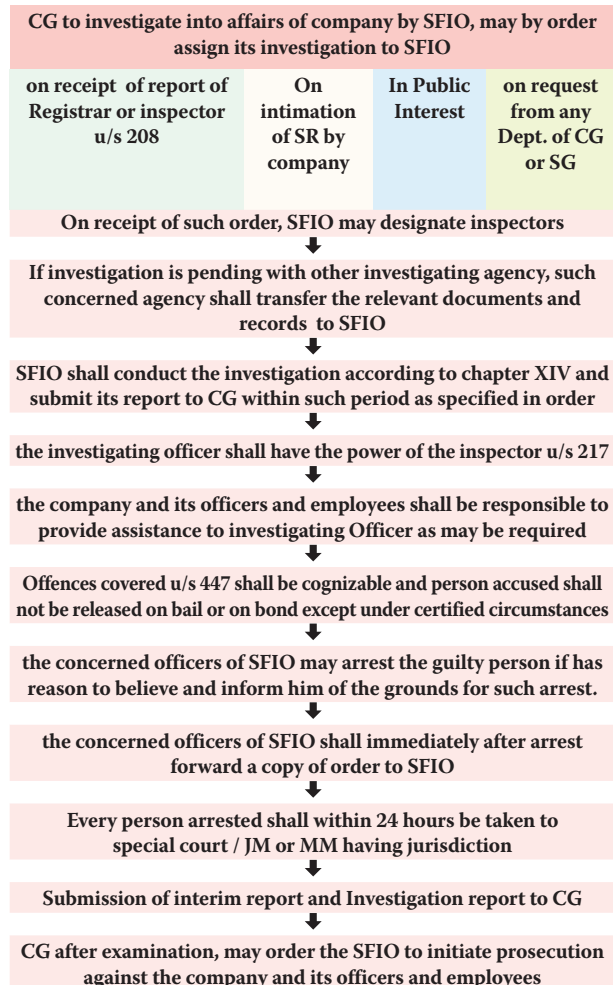 CG to investigate into affairs of company by SFIO, may by order
assign its investigation to SFIO
on receipt of report of
Registrar or inspector
u/s 208
On
intimation
of SR by
company
In Public
Interest
on request
from any
Dept. of CG
or SG
On receipt of such order, SFIO may designate inspectors
If investigation is pending with other investigating agency, such
concerned agency shall transfer the relevant documents and
records to SFIO
SFIO shall conduct the investigation according to chapter XIV and
submit its report to CG within such period as specified in order
the investigating officer shall have the power of the inspector u/s 217
the company and its officers and employees shall be responsible to
provide assistance to investigating Officer as may be required
Offences covered u/s 447 shall be cognizable and person accused shall
not be released on bail or on bond except under certified circumstances
the concerned officers of SFIO may arrest the guilty person if has
reason to believe and inform him of the grounds for such arrest.
the concerned officers of SFIO shall immediately after arrest
forward a copy of order to SFIO
Every person arrested shall within 24 hours be taken to
special court / JM or MM having jurisdiction
Submission of interim report and Investigation report to CG
CG after examination, may order the SFIO to initiate prosecution
against the company and its officers and employees